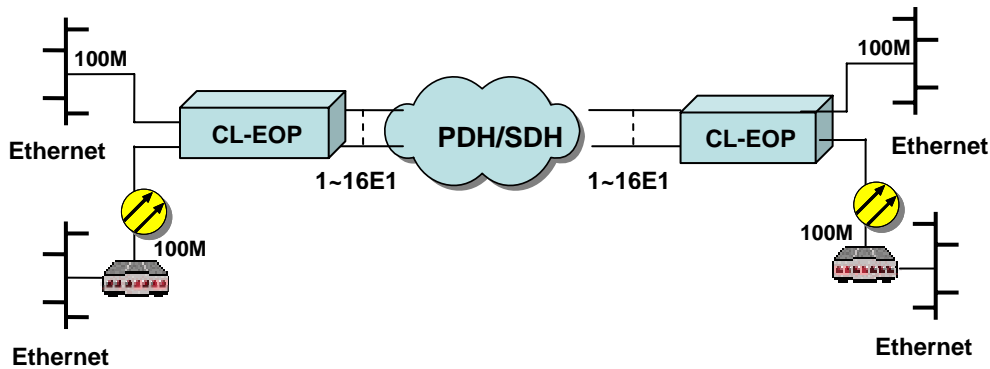 100M
100M
Ethernet
CL-EOP
PDH/SDH
CL-EOP
Ethernet
1~16E1
1~16E1
100M
100M
Ethernet
Ethernet